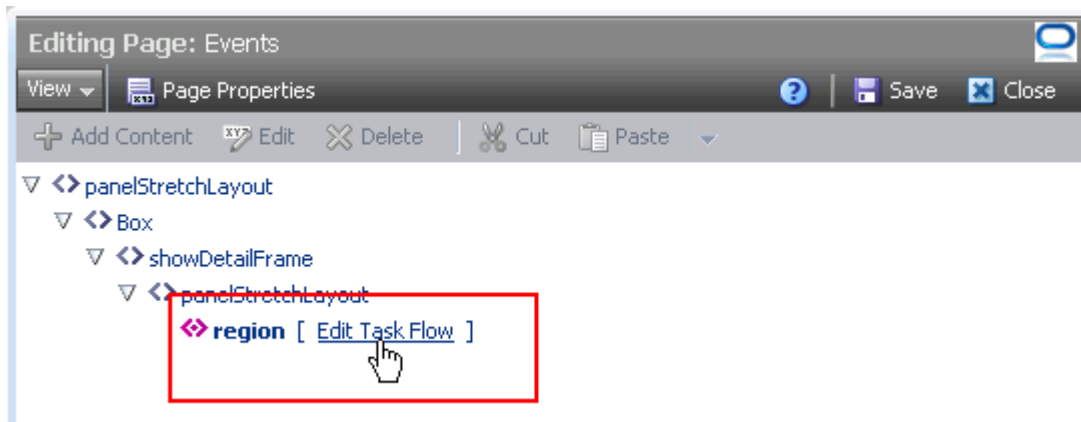 Editing Page: Events
View Page Properties ? Save Close
Add Content Edit Delete Cut Paste
panelStretchLayout
Box
showDetailFrame
panelStretchLayout
region [ Edit Task Flow ]